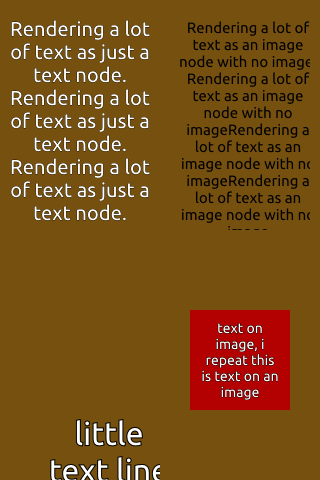 Rendering a lot
of text as just a
text node.
Rendering a lot
of text as just a
text node.
Rendering a lot
of text as just a
text node.
Rendering a lot of
text as an image
node with no image
Rendering a lot of
text as an image
node with no
imageRendering a
lot of text as an
image node with no
imageRendering a
lot of text as an
image node with no
text on
image, i
repeat this
is text on an
image
little
text line